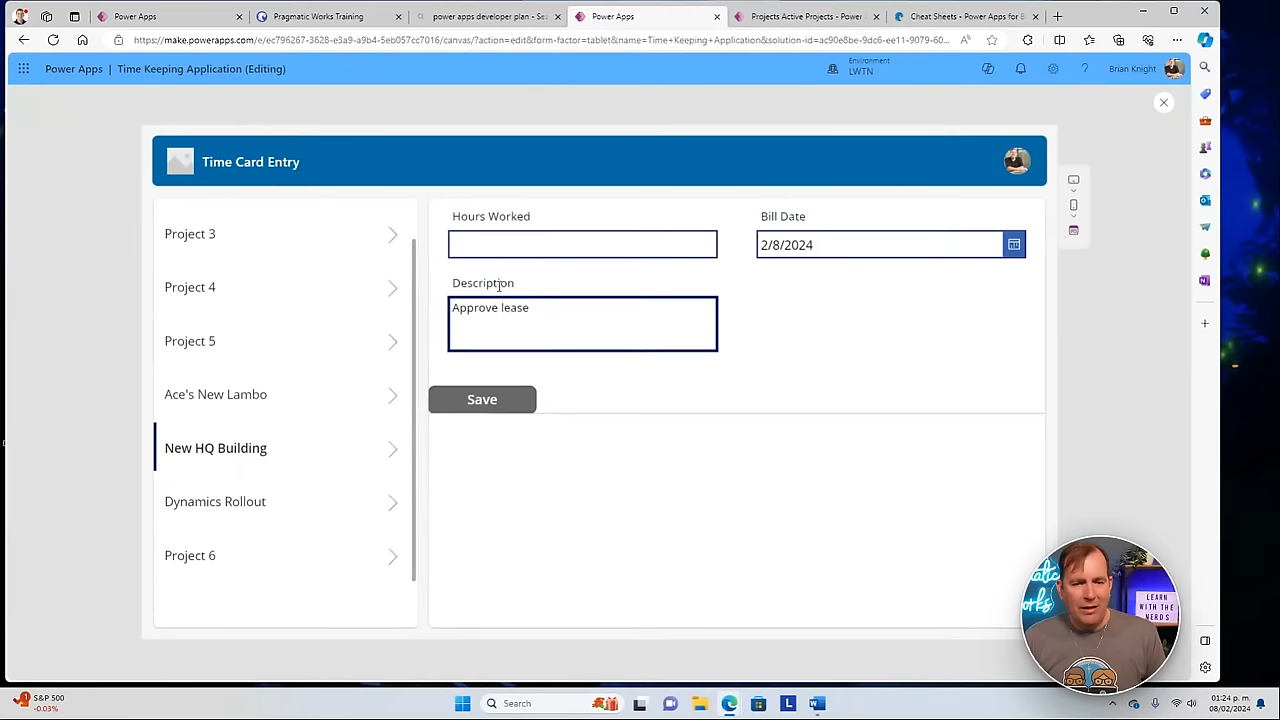 Power Apps
Pragmatic Works Training
power apps developer plan - Se
Power Apps
Projects Active Projects - Power
Cheat Sheets - Power Apps for B
https://make.powerapps.com/e/ec796267-3628-e3a9-a9b4-5eb057cc7016/canvas/?action=edit&form-factor=tablet&name=Time+Keeping+Application&solution-id=ac90e8be-9dc6-ee11-9079-60...
Power Apps | Time Keeping Application (Editing)
Environment
LWTN
Brian Knight
Time Card Entry
Project 3
Project 4
Project 5
Ace's New Lambo
New HQ Building
Dynamics Rollout
Project 6
Hours Worked
Bill Date
2/8/2024
Description
Approve lease
Save
LEARN
WITH THE
NERDS
S&P 500
-0.03%
Search
01:24 p. m.
08/02/2024